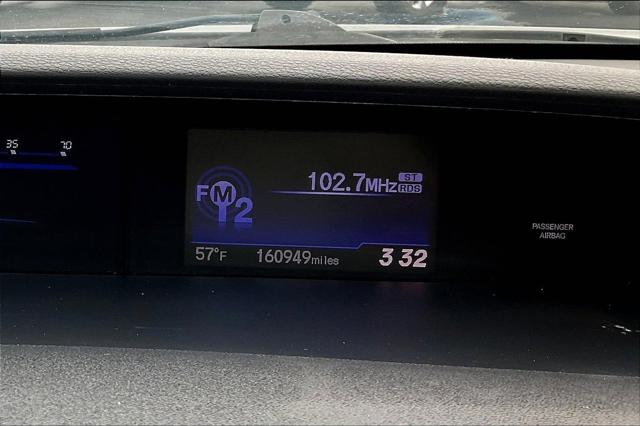 35 70
102.7MHz ST
RDS
FM
2
PASSENGER
AIRBAG
57°F 160949miles 3 32